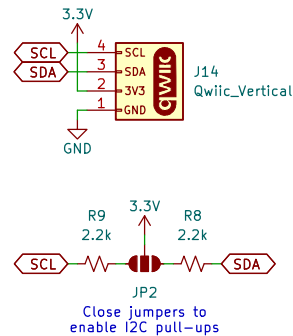 3.3V
SCL 4 SCL J14
SDA 3 SDA
2 3V3 Qwiic_Vertical
1 GND
qwiic
GND
3.3V
R9 R8
2.2k 2.2k
SCL SDA
JP2
Close jumpers to
enable I2C pull-ups